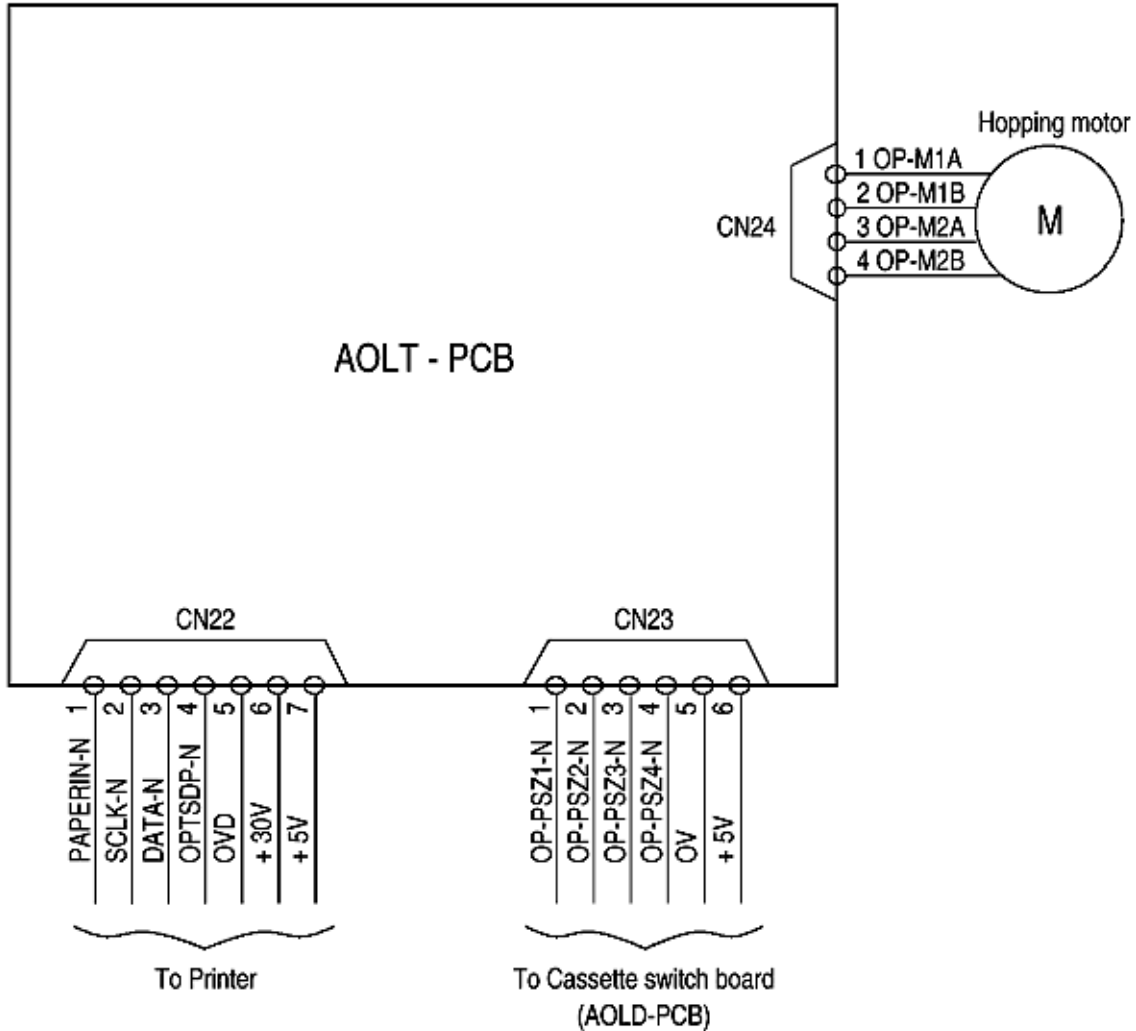 Hopping motor
1 OP-M1A
2 OP-M1B
3 OP-M2A
4 OP-M2B
M
CN24
AOLT - PCB
CN22
1 PAPERIN-N
2 SCLK-N
3 DATA-N
4 OPTSDP-N
5 OVD
6 + 30V
7 + 5V
To Printer
CN23
1 OP-PSZ1-N
2 OP-PSZ2-N
3 OP-PSZ3-N
4 OP-PSZ4-N
5 OV
6 + 5V
To Cassette switch board
(AOLD-PCB)